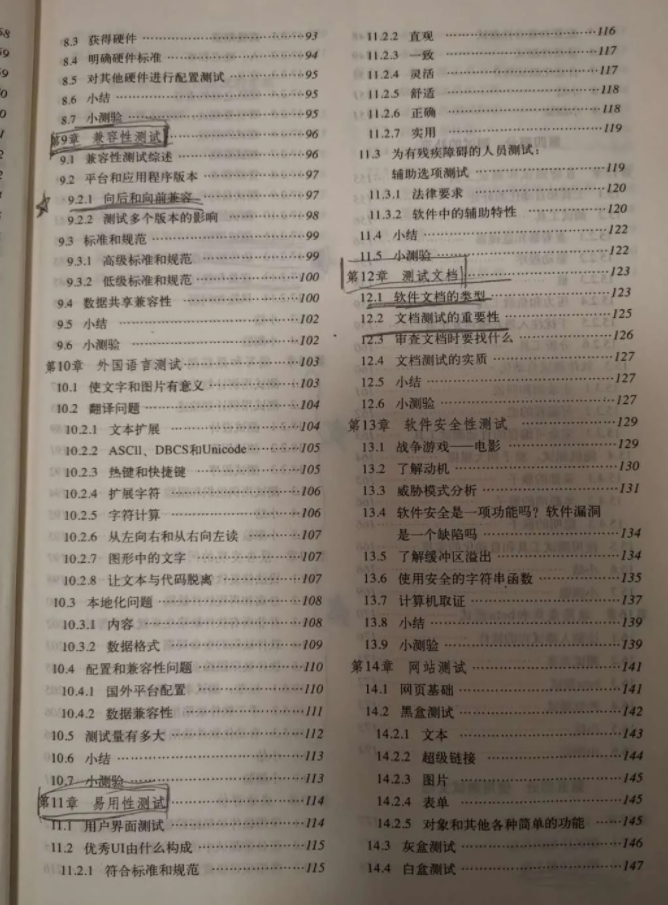 8.3 获得硬件 ……………………… 93
8.4 明确硬件标准 ………………… 94
8.5 对其他硬件进行配置测试 …… 95
8.6 小结 …………………………… 95
8.7 小测验 ………………………… 95
第9章 兼容性测试 ………………… 96
9.1 兼容性测试综述 ……………… 96
9.2 平台和应用程序版本 ………… 97
9.2.1 向后和向前兼容 …………… 97
9.2.2 测试多个版本的影响 ……… 98
9.3 标准和规范 …………………… 99
9.3.1 高级标准和规范 …………… 99
9.3.2 低级标准和规范 …………… 100
9.4 数据共享兼容性 ……………… 100
9.5 小结 …………………………… 102
9.6 小测验 ………………………… 102
第10章 外国语言测试 …………… 103
10.1 使文字和图片有意义 ……… 103
10.2 翻译问题 …………………… 104
10.2.1 文本扩展 ………………… 104
10.2.2 ASCII、DBCS和Unicode …… 105
10.2.3 热键和快捷键 …………… 105
10.2.4 扩展字符 ………………… 106
10.2.5 字符计算 ………………… 106
10.2.6 从左向右和从右向左读 … 107
10.2.7 图形中的文字 …………… 107
10.2.8 让文本与代码脱离 ……… 107
10.3 本地化问题 ………………… 108
10.3.1 内容 ……………………… 108
10.3.2 数据格式 ………………… 109
10.4 配置和兼容性问题 ………… 110
10.4.1 国外平台配置 …………… 110
10.4.2 数据兼容性 ……………… 111
10.5 测试量有多大 ……………… 112
10.6 小结 ………………………… 113
10.7 小测验 ……………………… 113
第11章 易用性测试 ……………… 114
11.1 用户界面测试 ……………… 114
11.2 优秀UI由什么构成 ………… 115
11.2.1 符合标准和规范 ………… 115
11.2.2 直观 ……………………… 116
11.2.3 一致 ……………………… 117
11.2.4 灵活 ……………………… 117
11.2.5 舒适 ……………………… 118
11.2.6 正确 ……………………… 118
11.2.7 实用 ……………………… 119
11.3 为有残疾障碍的人员测试：
辅助选项测试 …………………… 119
11.3.1 法律要求 ………………… 120
11.3.2 软件中的辅助特性 ……… 120
11.4 小结 ………………………… 122
11.5 小测验 ……………………… 122
第12章 测试文档 ………………… 123
12.1 软件文档的类型 …………… 123
12.2 文档测试的重要性 ………… 125
12.3 审查文档时要找什么 ……… 126
12.4 文档测试的实质 …………… 127
12.5 小结 ………………………… 127
12.6 小测验 ……………………… 127
第13章 软件安全性测试 ………… 129
13.1 战争游戏——电影 ………… 129
13.2 了解动机 …………………… 130
13.3 威胁模式分析 ……………… 131
13.4 软件安全是一项功能吗？软件漏洞
是一个缺陷吗 …………………… 134
13.5 了解缓冲区溢出 …………… 134
13.6 使用安全的字符串函数 …… 135
13.7 计算机取证 ………………… 137
13.8 小结 ………………………… 139
13.9 小测验 ……………………… 139
第14章 网站测试 ………………… 141
14.1 网页基础 …………………… 141
14.2 黑盒测试 …………………… 142
14.2.1 文本 ……………………… 143
14.2.2 超级链接 ………………… 144
14.2.3 图片 ……………………… 145
14.2.4 表单 ……………………… 145
14.2.5 对象和其他各种简单的功能 … 145
14.3 灰盒测试 …………………… 146
14.4 白盒测试 …………………… 147